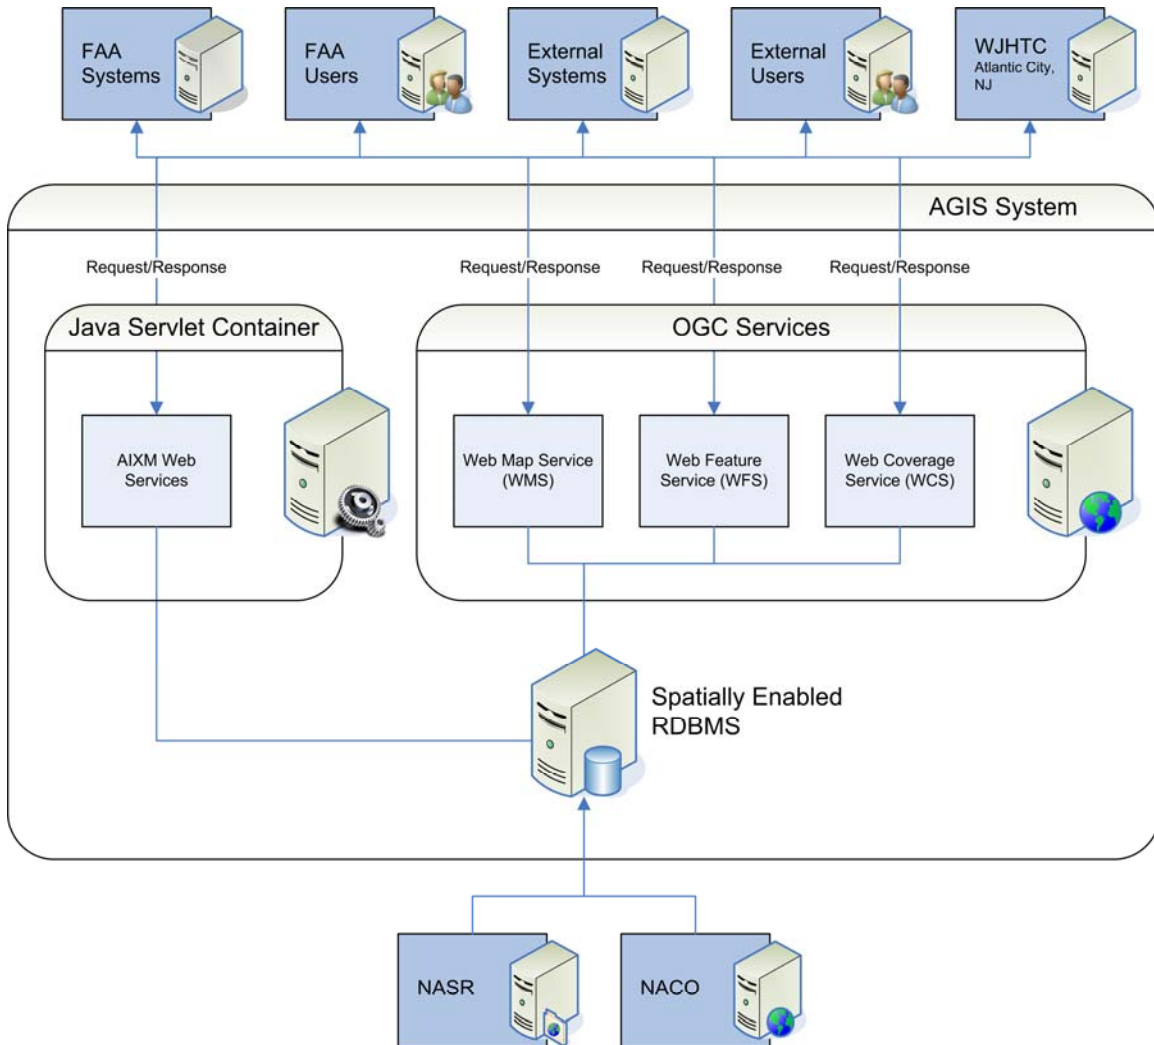 FAA
Systems
FAA
Users
External
Systems
External
Users
WJHTC
Atlantic City,
NJ
AGIS System
Request/Response
Request/Response
Request/Response
Request/Response
Java Servlet Container
OGC Services
AIXM Web
Services
Web Map Service
(WMS)
Web Feature
Service (WFS)
Web Coverage
Service (WCS)
Spatially Enabled
RDBMS
NASR
NACO